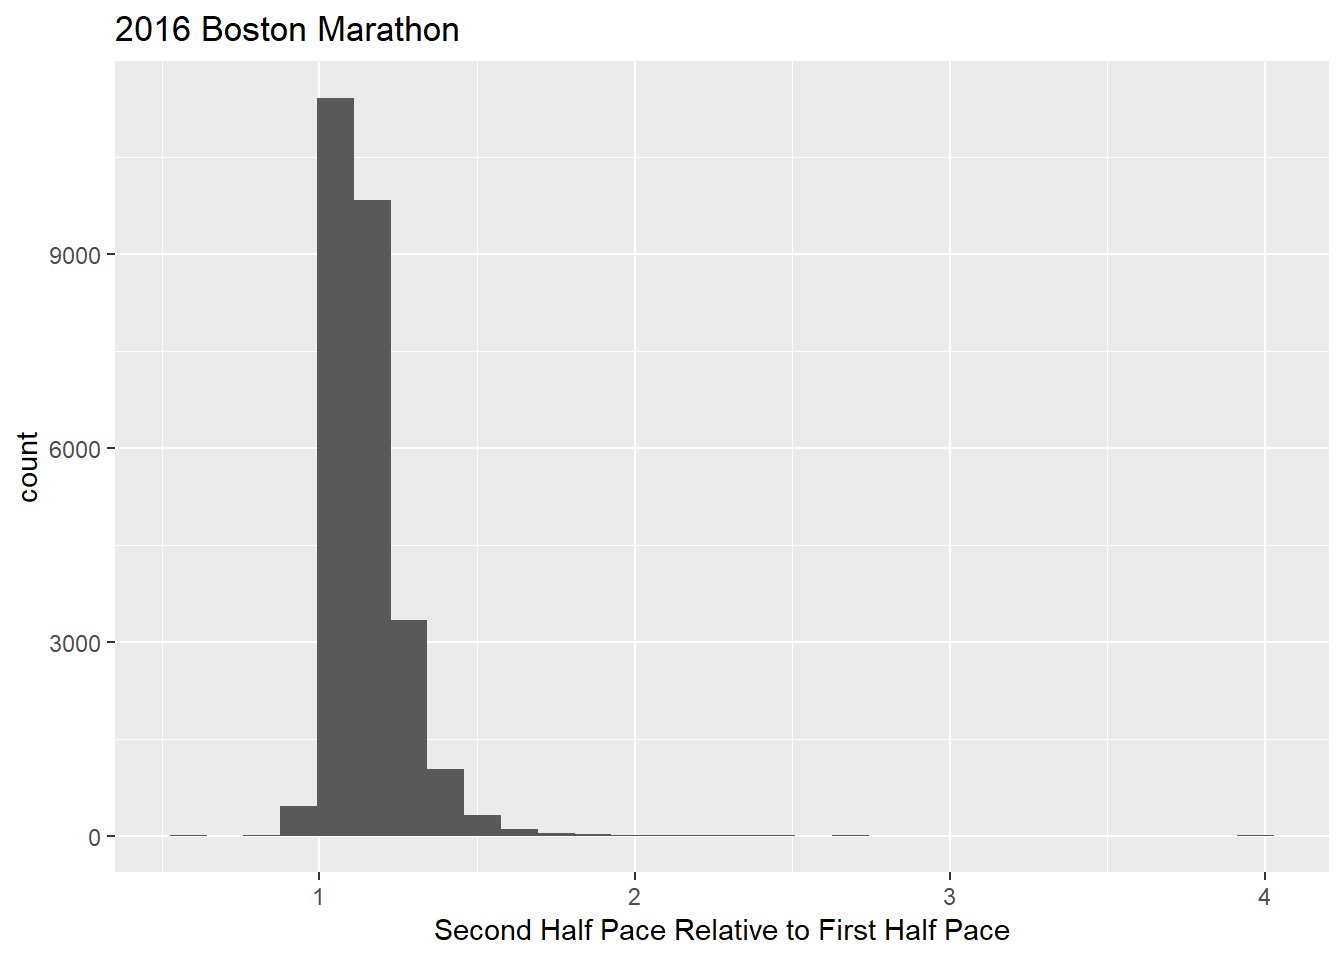 2016 Boston Marathon
count
9000
6000
3000
0
1 2 3 4
Second Half Pace Relative to First Half Pace